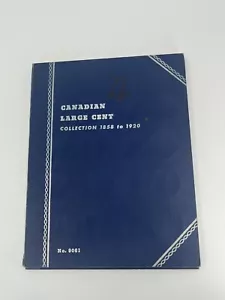 CANADIAN
LARGE CENT
COLLECTION 1858 to 1920
No. 9061